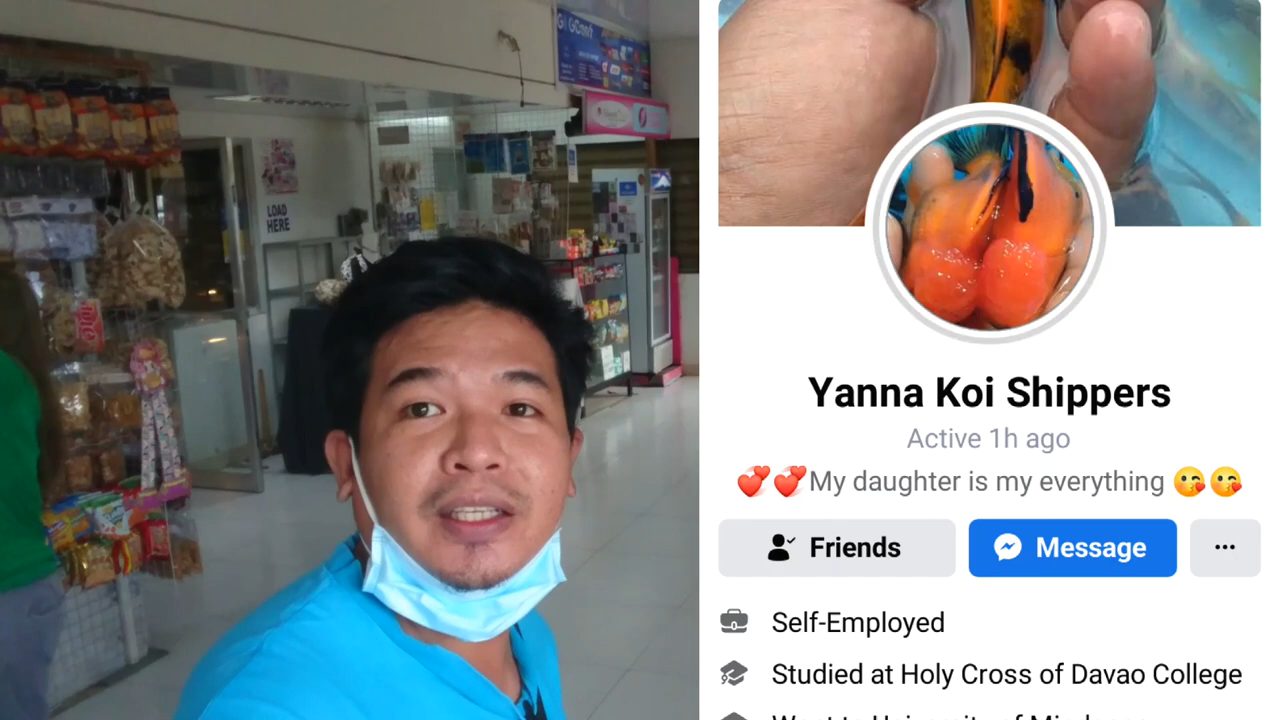 LOAD
HERE
Yanna Koi Shippers
Active 1h ago
💞💞My daughter is my everything 😘😘
Friends
Message
Self-Employed
Studied at Holy Cross of Davao College